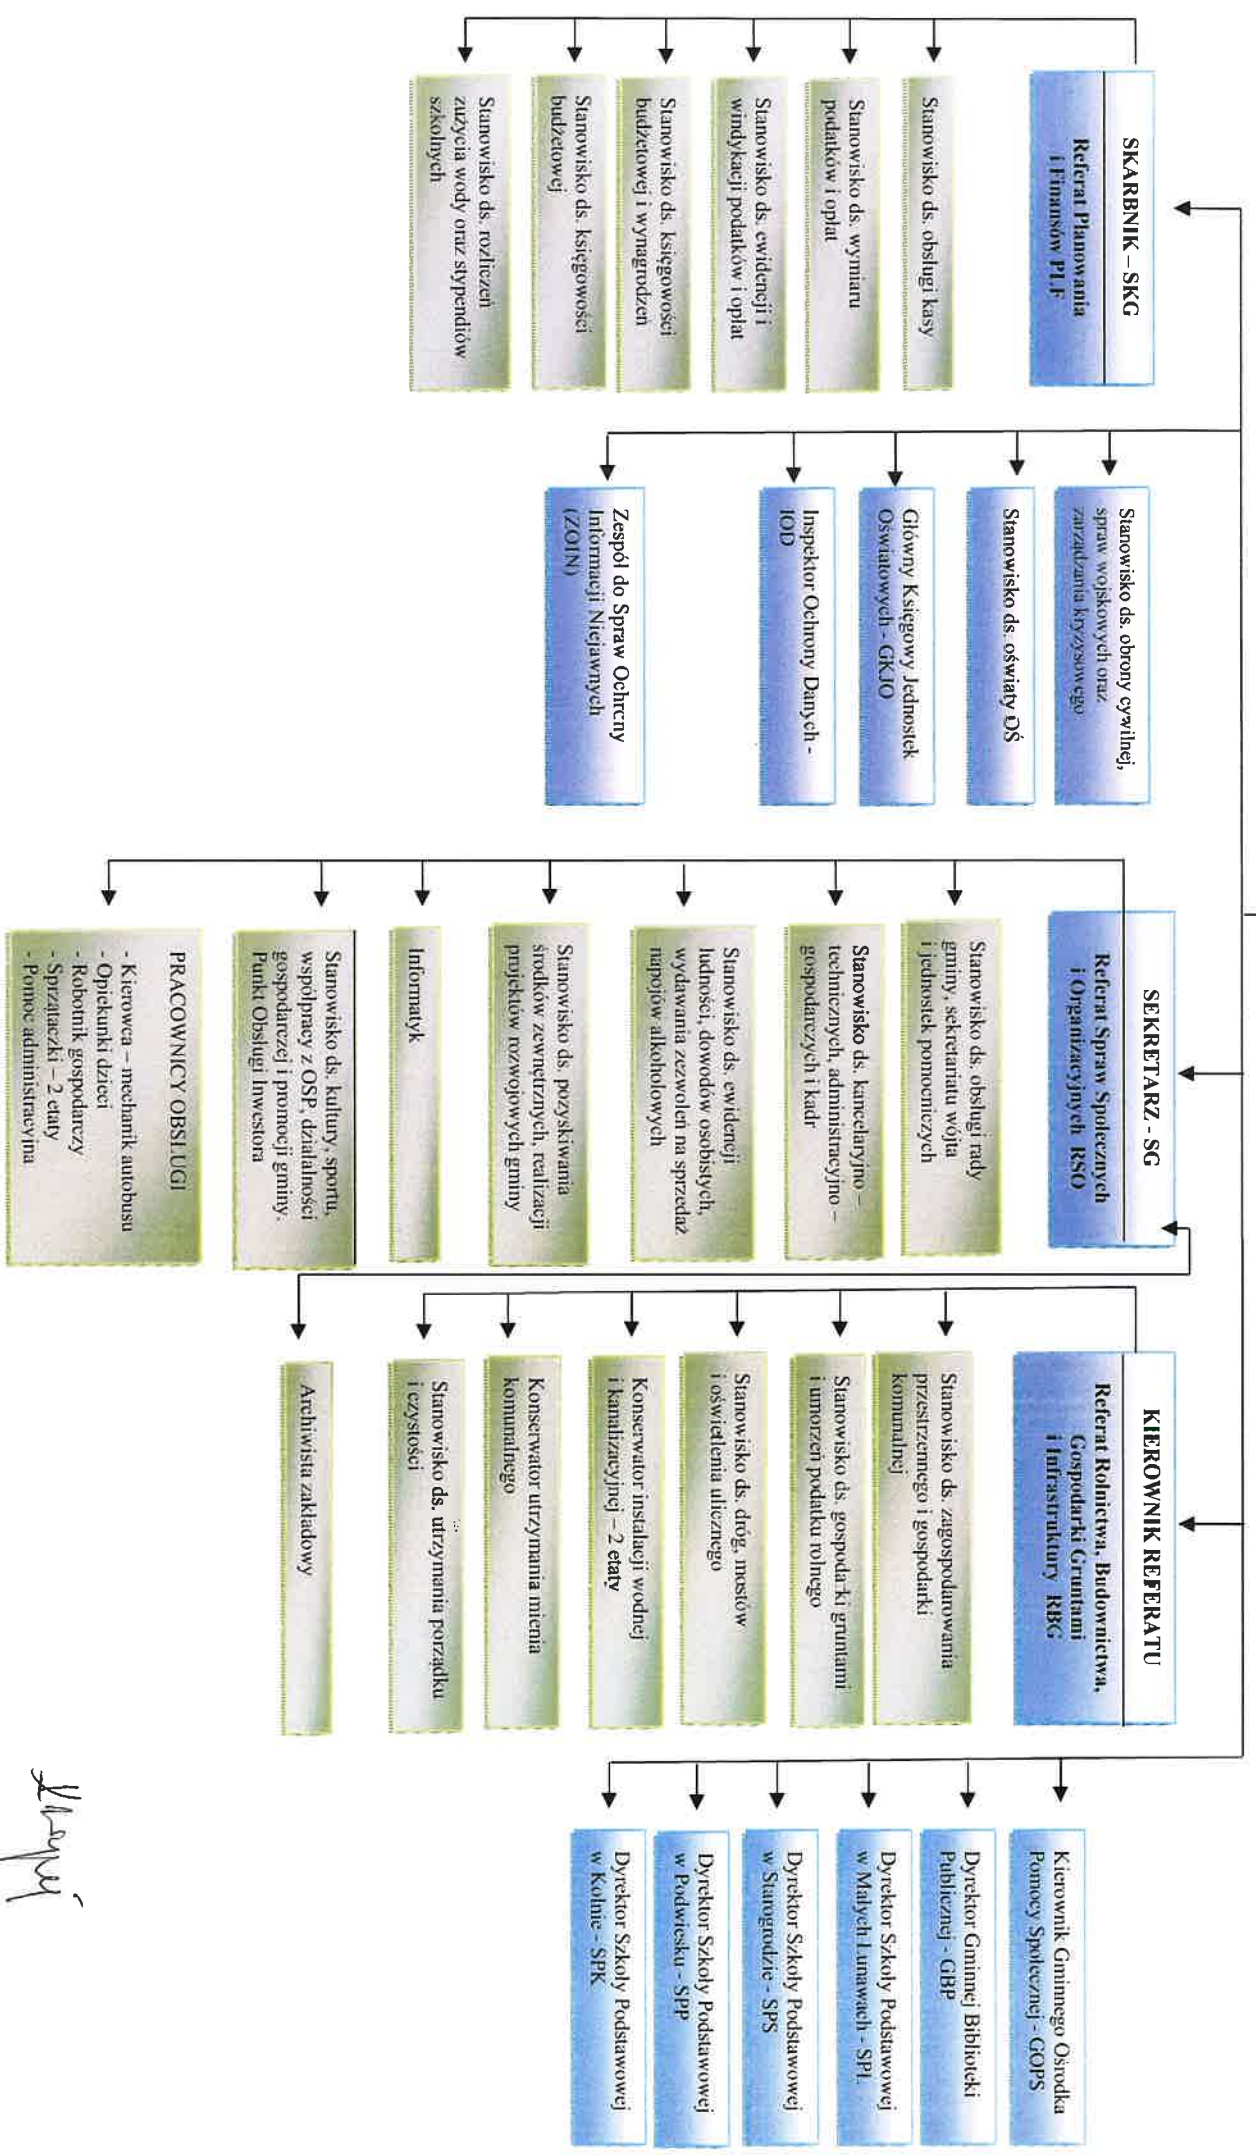 SKARBNIK – SKG
Referat Planowania
i Finansów PLF
Stanowisko ds. obsługi kasy
Stanowisko ds. wymiaru
podatków i opłat
Stanowisko ds. ewidencji i
windykacji podatków i opłat
Stanowisko ds. księgowości
budżetowej i wynagrodzeń
Stanowisko ds. księgowości
budżetowej
Stanowisko ds. rozliczeń
zużycia wody oraz stypendiów
szkolnych
Stanowisko ds. obrony cywilnej,
spraw wojskowych oraz
zarządzania kryzysowego
Stanowisko ds. oświaty OŚ
Główny Księgowy Jednostek
Oświatowych - GKJO
Inspektor Ochrony Danych -
IOD
Zespół do Spraw Ochrony
Informacji Niejawnych
(ZOIN)
SEKRETARZ - SG
Referat Spraw Społecznych
i Organizacyjnych RSO
Stanowisko ds. obsługi rady
gminy, sekretariatu wójta
i jednostek pomocniczych
Stanowisko ds. kancelaryjno –
technicznych, administracyjno –
gospodarczych i kadr
Stanowisko ds. ewidencji
ludności, dowodów osobistych,
wydawania zezwoleń na sprzedaż
napojów alkoholowych
Stanowisko ds. pozyskiwania
środków zewnętrznych, realizacji
projektów rozwojowych gminy
Informatyk
Stanowisko ds. kultury, sportu,
współpracy z OSP, działalności
gospodarczej i promocji gminy.
Punkt Obsługi Inwestora
PRACOWNICY OBSŁUGI
- Kierowca – mechanik autobusu
- Opiekunki dzieci
- Robotnik gospodarczy
- Sprzątaczki – 2 etaty
- Pomoc administracyjna
KIEROWNIK REFERATU
Referat Rolnictwa, Budownictwa,
Gospodarki Gruntami
i Infrastruktury RBG
Stanowisko ds. zagospodarowania
przestrzennego i gospodarki
komunalnej
Stanowisko ds. gospodarki gruntami
i umorzeń podatku rolnego
Stanowisko ds. dróg, mostów
i oświetlenia ulicznego
Konserwator instalacji wodnej
i kanalizacyjnej – 2 etaty
Konserwator utrzymania mienia
komunalnego
Stanowisko ds. utrzymania porządku
i czystości
Archiwista zakładowy
Kierownik Gminnego Ośrodka
Pomocy Społecznej - GOPS
Dyrektor Gminnej Biblioteki
Publicznej - GBP
Dyrektor Szkoły Podstawowej
w Małych Łunawach - SPŁ
Dyrektor Szkoły Podstawowej
w Starogrodzie - SPS
Dyrektor Szkoły Podstawowej
w Podwiesku - SPP
Dyrektor Szkoły Podstawowej
w Kolnie - SPK